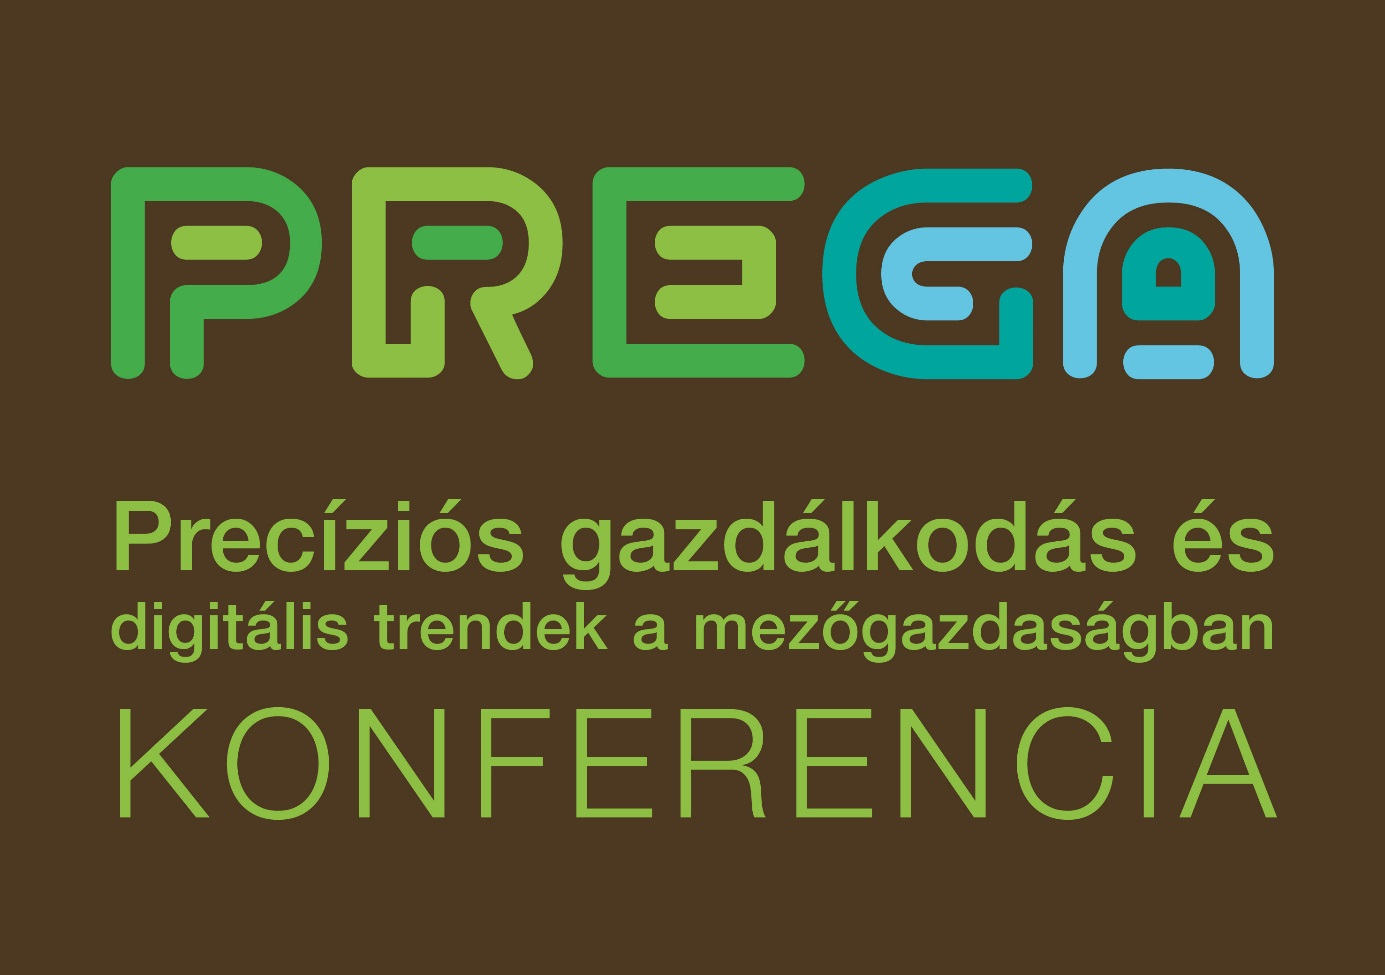 PREGA
Precíziós gazdálkodás és
digitális trendek a mezőgazdaságban
KONFERENCIA